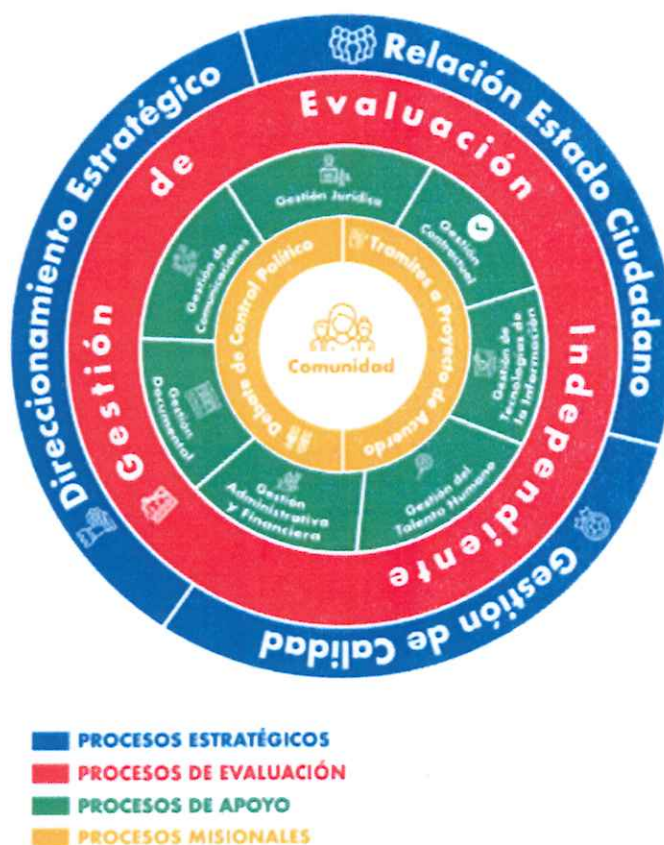 Direccionamiento Estratégico
Relación Estado Ciudadano
Gestión de Calidad
Gestión de Evaluación Independiente
Gestión Jurídica
Gestión
Contractual
Gestión de
Tecnologías de
la Información
Gestión del
Talento Humano
Gestión
Administrativa
y Financiera
Gestión
Documental
Gestión de
Comunicaciones
Debate de Control Político
Tramites a Proyecto de Acuerdo
Comunidad
PROCESOS ESTRATÉGICOS
PROCESOS DE EVALUACIÓN
PROCESOS DE APOYO
PROCESOS MISIONALES